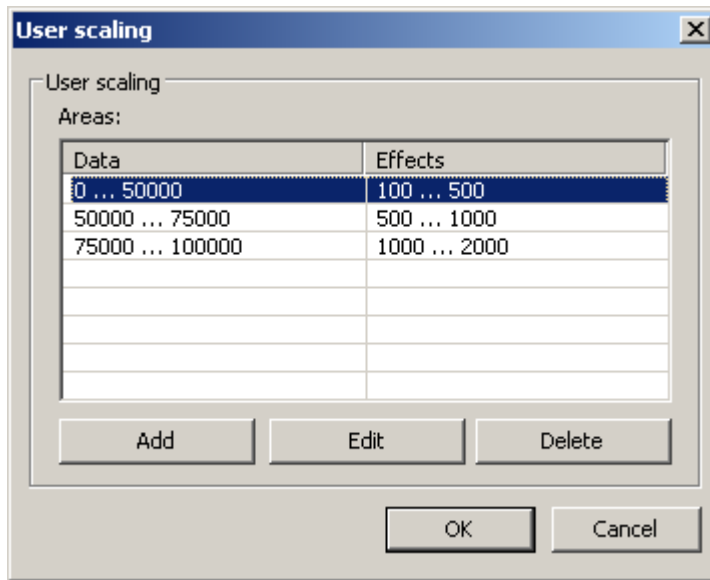 User scaling
User scaling
Areas:
Data Effects
0 ... 50000 100 ... 500
50000 ... 75000 500 ... 1000
75000 ... 100000 1000 ... 2000
Add Edit Delete
OK Cancel